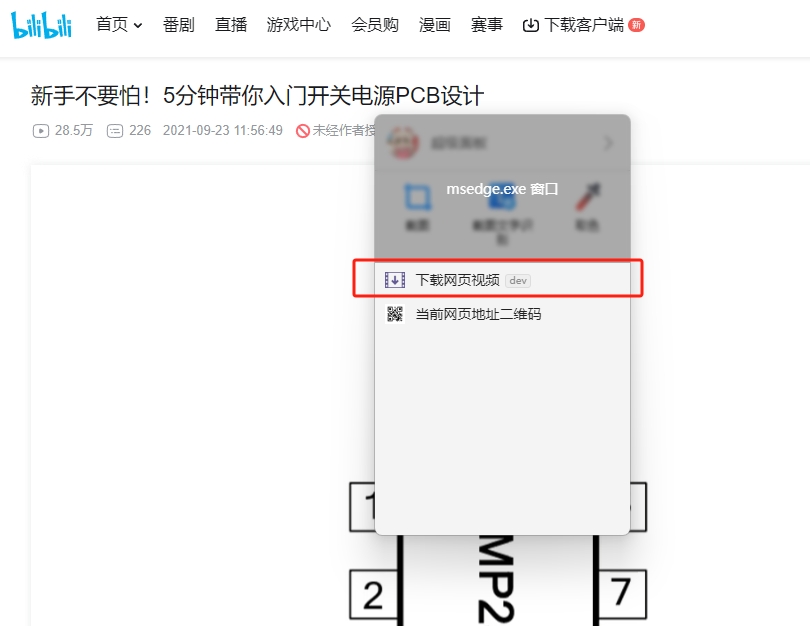 bilibili 首页 番剧 直播 游戏中心 会员购 漫画 赛事 下载客户端 新
新手不要怕！5分钟带你入门开关电源PCB设计
28.5万 226 2021-09-23 11:56:49 未经作者授
超级面板
msedge.exe 窗口
截图 截图文字识别 取色
下载网页视频 dev
当前网页地址二维码
1
2 MP2 7